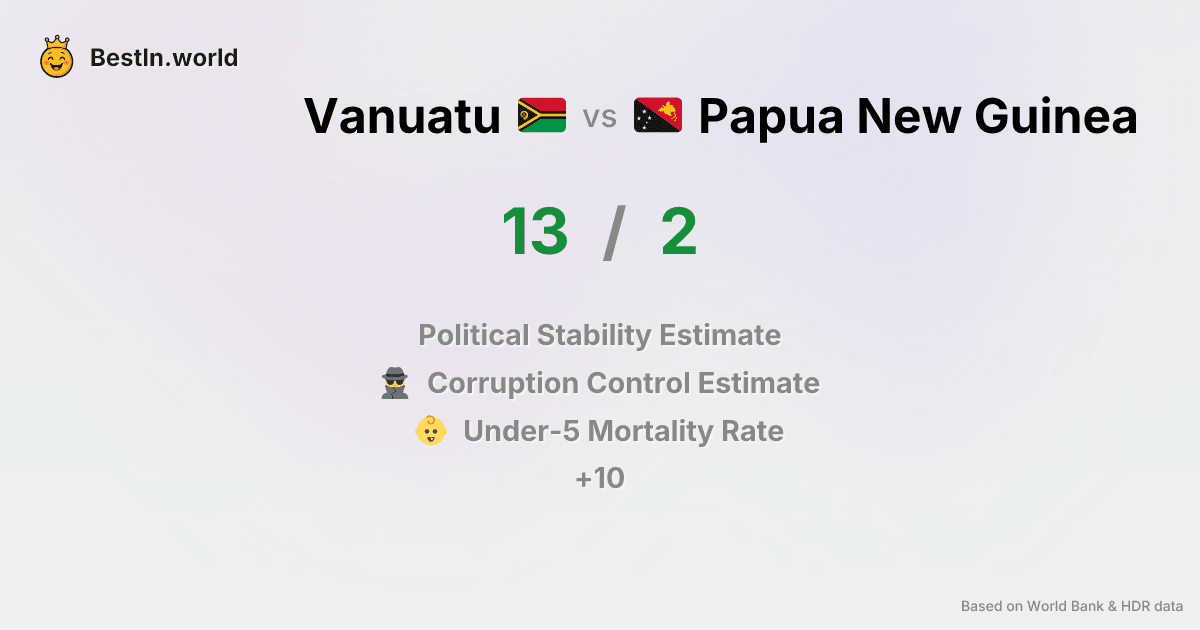 BestIn.world
Vanuatu vs Papua New Guinea
13 / 2
Political Stability Estimate
Corruption Control Estimate
Under-5 Mortality Rate
+10
Based on World Bank & HDR data